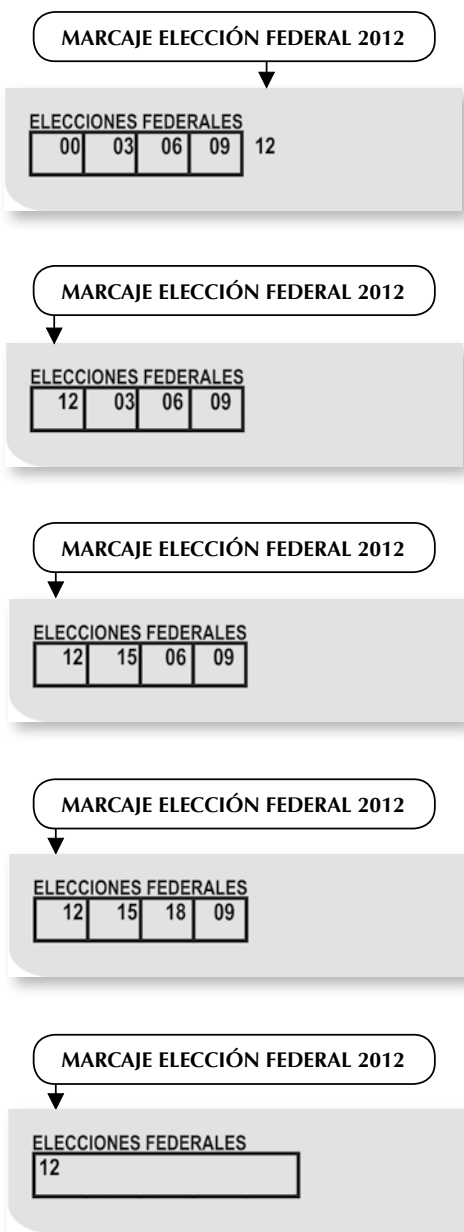 MARCAJE ELECCIÓN FEDERAL 2012
ELECCIONES FEDERALES
00 03 06 09 12
MARCAJE ELECCIÓN FEDERAL 2012
ELECCIONES FEDERALES
12 03 06 09
MARCAJE ELECCIÓN FEDERAL 2012
ELECCIONES FEDERALES
12 15 06 09
MARCAJE ELECCIÓN FEDERAL 2012
ELECCIONES FEDERALES
12 15 18 09
MARCAJE ELECCIÓN FEDERAL 2012
ELECCIONES FEDERALES
12